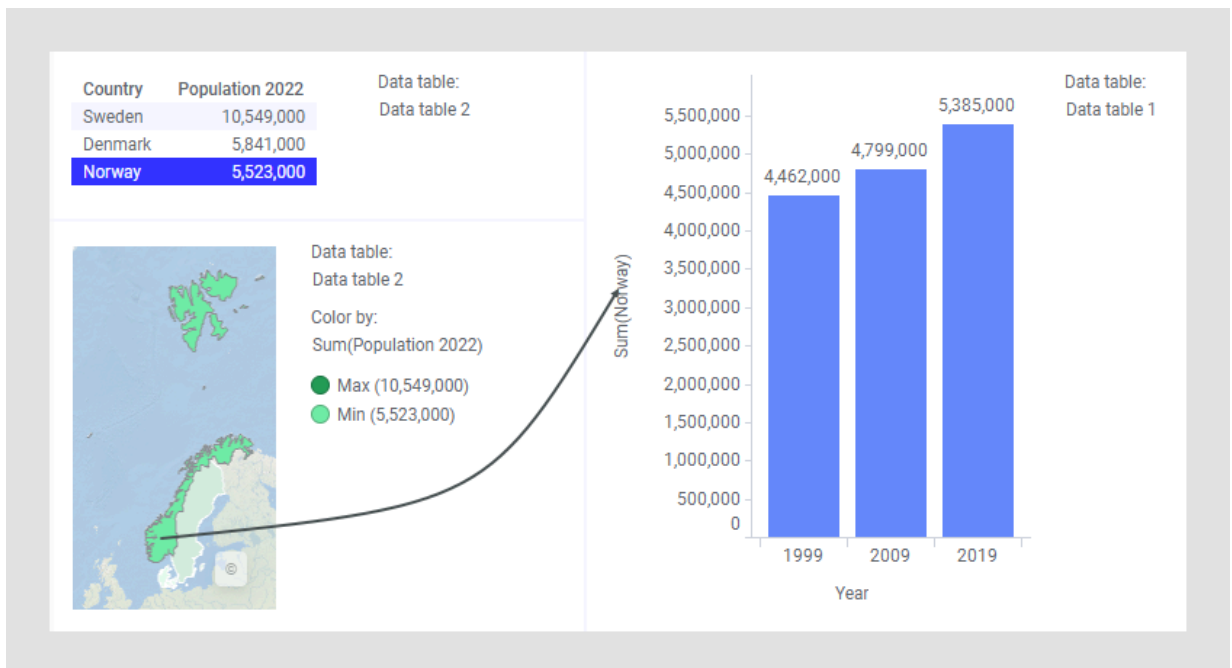 Country Population 2022
Sweden 10,549,000
Denmark 5,841,000
Norway 5,523,000
Data table:
Data table 2
Data table:
Data table 2
Color by:
Sum(Population 2022)
Max (10,549,000)
Min (5,523,000)
©
Data table:
Data table 1
Sum(Norway)
5,500,000
5,000,000
4,500,000
4,000,000
3,500,000
3,000,000
2,500,000
2,000,000
1,500,000
1,000,000
500,000
0
4,462,000
4,799,000
5,385,000
1999 2009 2019
Year